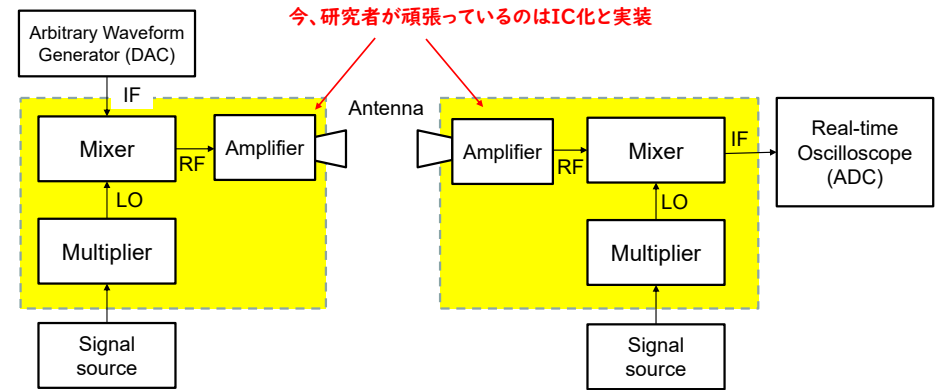 今、研究者が頑張っているのはIC化と実装
Arbitrary Waveform
Generator (DAC)
IF
Mixer
RF
Amplifier
LO
Multiplier
Signal
source
Antenna
Amplifier
RF
Mixer
IF
Real-time
Oscilloscope
(ADC)
LO
Multiplier
Signal
source